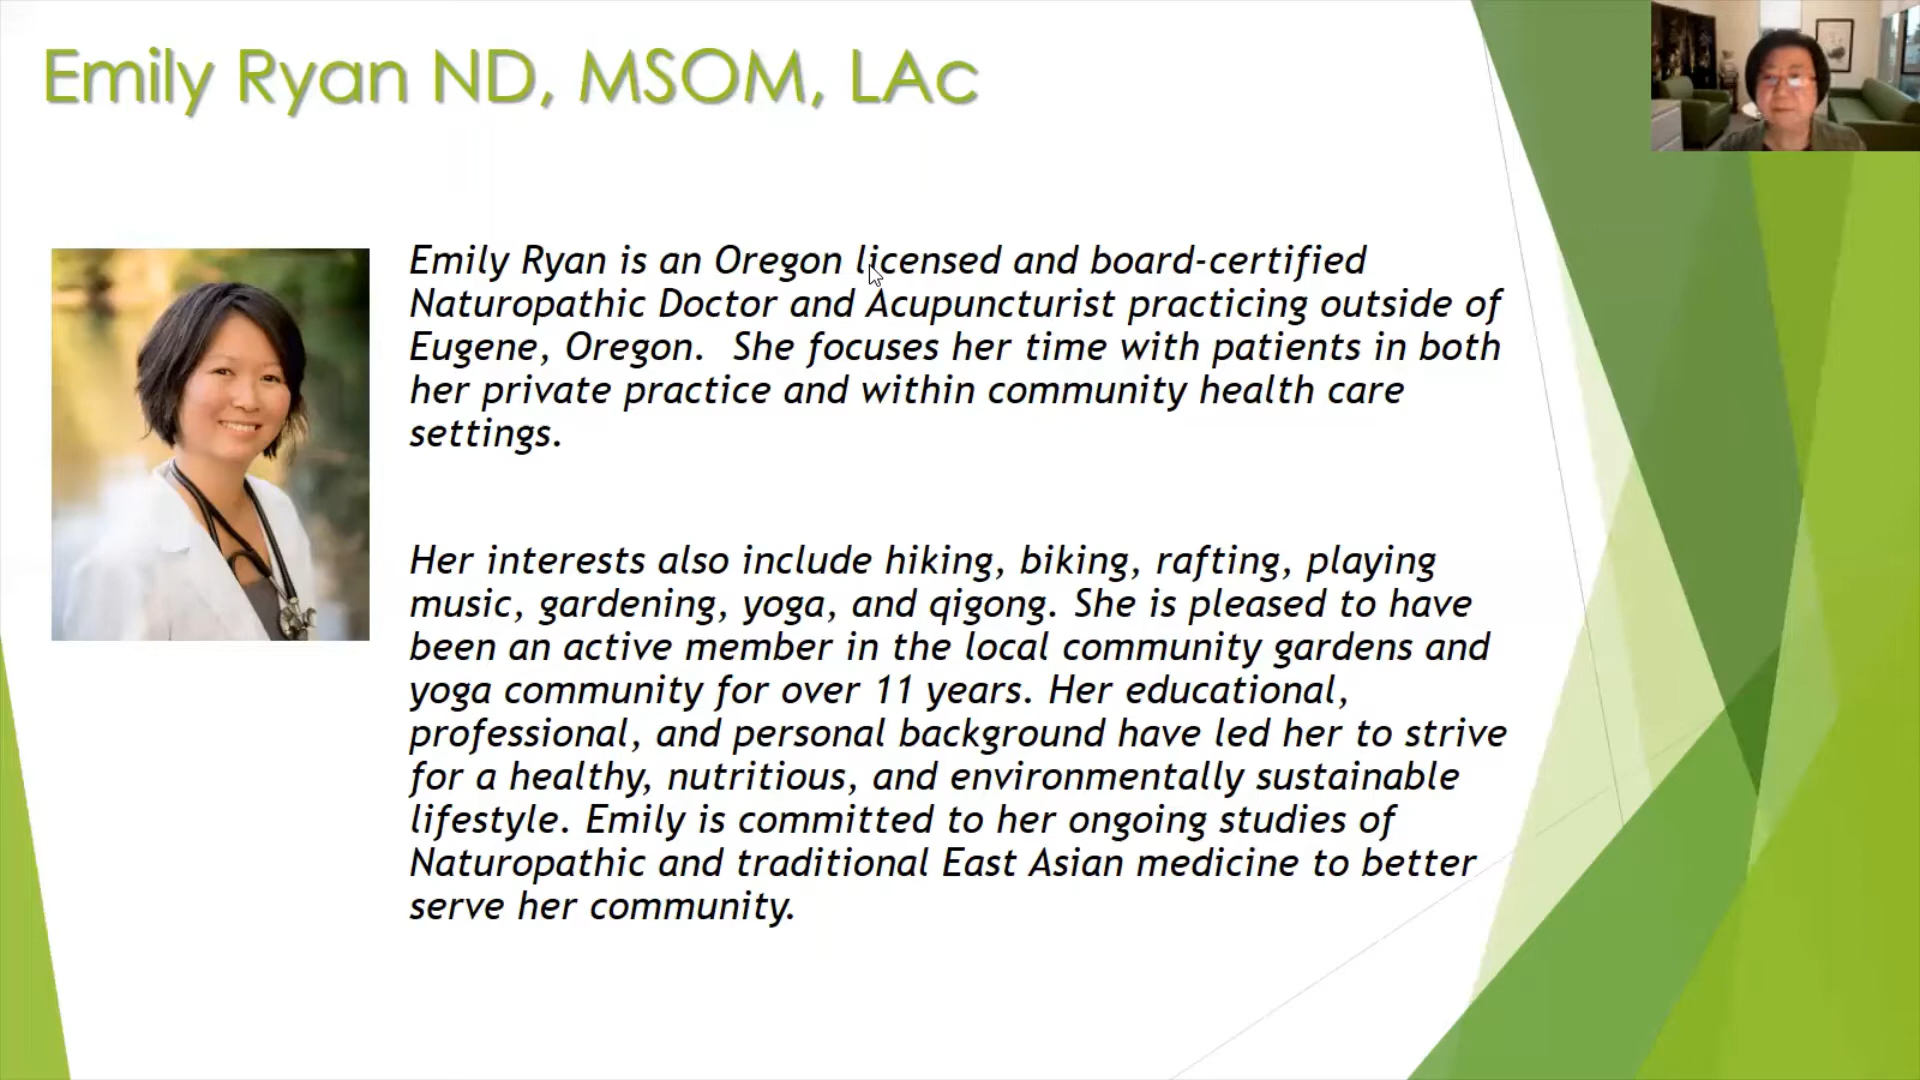 Emily Ryan ND, MSOM, LAc
Emily Ryan is an Oregon licensed and board-certified
Naturopathic Doctor and Acupuncturist practicing outside of
Eugene, Oregon.  She focuses her time with patients in both
her private practice and within community health care
settings.
Her interests also include hiking, biking, rafting, playing
music, gardening, yoga, and qigong. She is pleased to have
been an active member in the local community gardens and
yoga community for over 11 years. Her educational,
professional, and personal background have led her to strive
for a healthy, nutritious, and environmentally sustainable
lifestyle. Emily is committed to her ongoing studies of
Naturopathic and traditional East Asian medicine to better
serve her community.